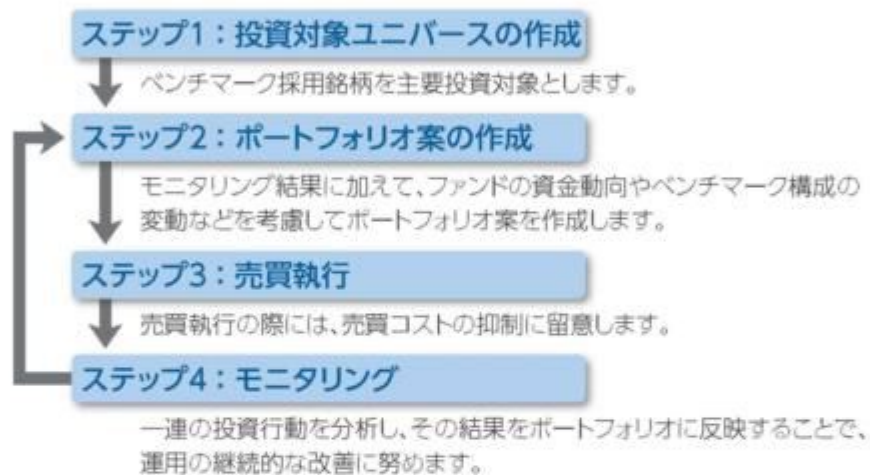 ステップ1：投資対象ユニバースの作成
ベンチマーク採用銘柄を主要投資対象とします。
ステップ2：ポートフォリオ案の作成
モニタリング結果に加えて、ファンドの資金動向やベンチマーク構成の
変動などを考慮してポートフォリオ案を作成します。
ステップ3：売買執行
売買執行の際には、売買コストの抑制に留意します。
ステップ4：モニタリング
一連の投資行動を分析し、その結果をポートフォリオに反映することで、
運用の継続的な改善に努めます。